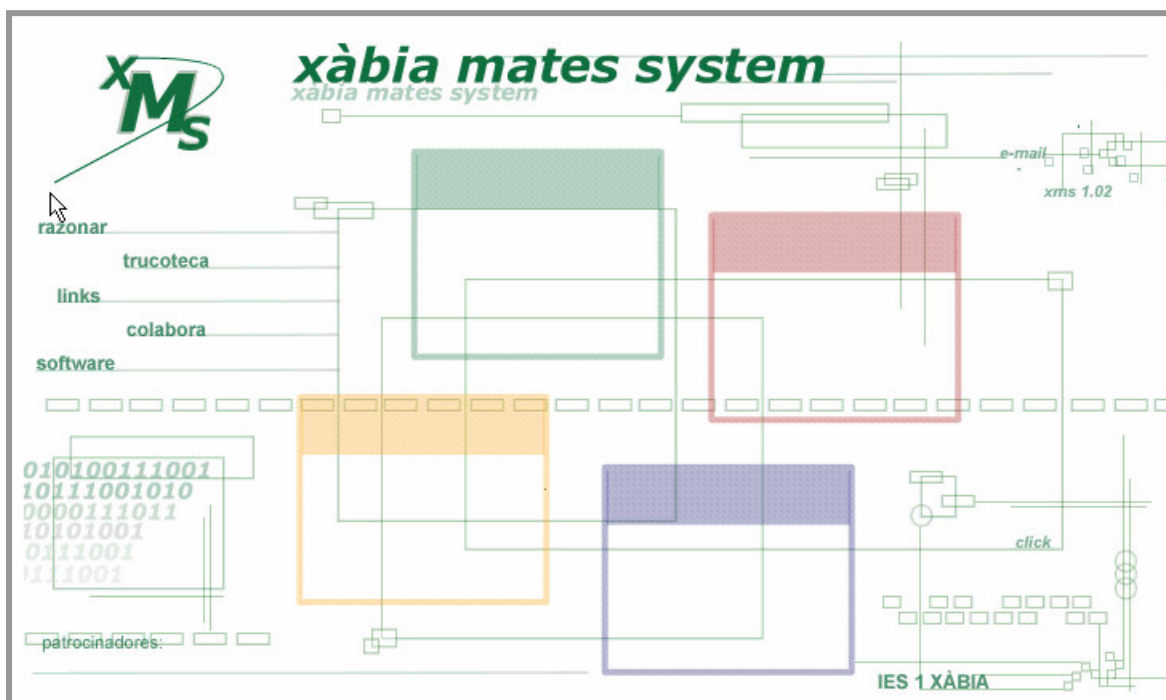 XMS
xàbia mates system
xàbia mates system
e-mail
xms 1.02
razonar
trucoteca
links
colabora
software
010100111001
10111001010
0000111011
10101001
0111001
0111001
click
patrocinadores:
IES 1 XÀBIA